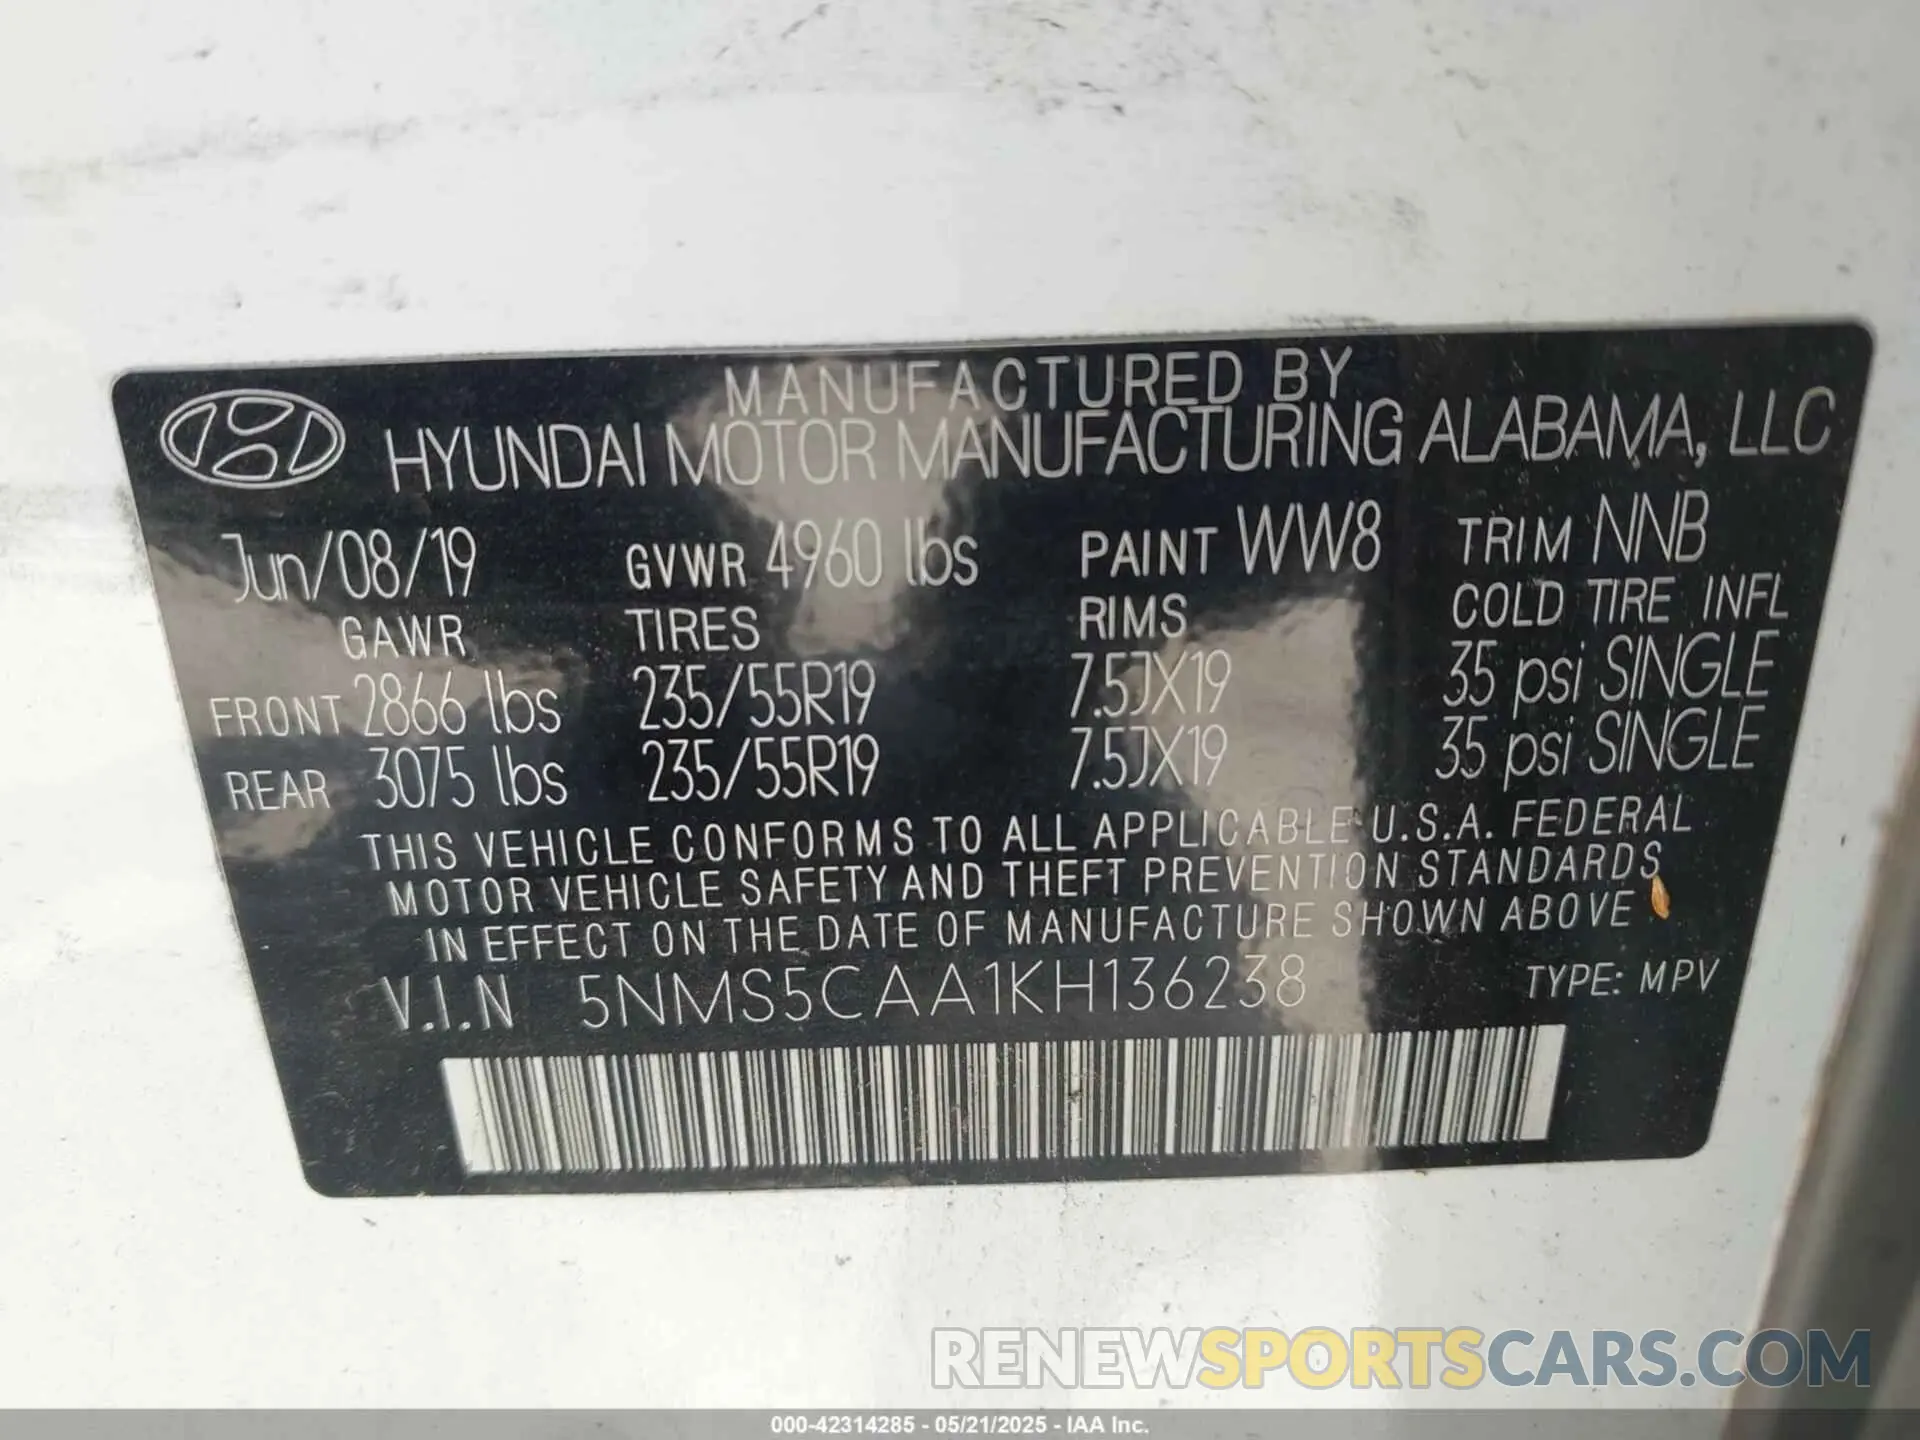 MANUFACTURED BY
HYUNDAI MOTOR MANUFACTURING ALABAMA, LLC
Jun/08/19 GVWR 4960 lbs PAINT WW8 TRIM NNB
GAWR TIRES RIMS COLD TIRE INFL
FRONT 2866 lbs 235/55R19 7.5JX19 35 psi SINGLE
REAR 3075 lbs 235/55R19 7.5JX19 35 psi SINGLE
THIS VEHICLE CONFORMS TO ALL APPLICABLE U.S.A. FEDERAL
MOTOR VEHICLE SAFETY AND THEFT PREVENTION STANDARDS
IN EFFECT ON THE DATE OF MANUFACTURE SHOWN ABOVE
V.I.N 5NMS5CAA1KH136238 TYPE: MPV
RENEWSPORTSCARS.COM
000-42314285 - 05/21/2025 - IAA Inc.